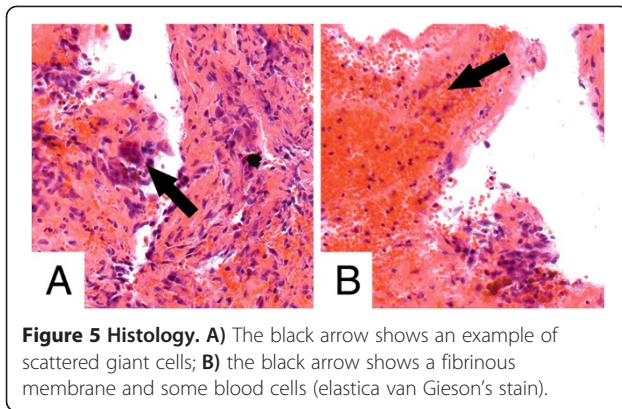 A
B
Figure 5 Histology. A) The black arrow shows an example of
scattered giant cells; B) the black arrow shows a fibrinous
membrane and some blood cells (elastica van Gieson's stain).